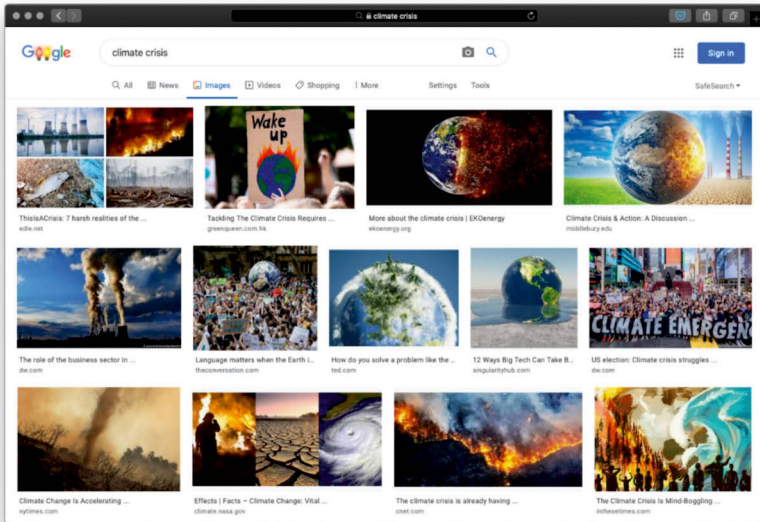 climate crisis
Google
climate crisis
Sign in
All News Images Videos Shopping More Settings Tools SafeSearch
Wake up
ThisIsACrisis: 7 harsh realities of the ...
edie.net
Tackling The Climate Crisis Requires ...
greenqueen.com.hk
More about the climate crisis | EKOenergy
ekoenergy.org
Climate Crisis & Action: A Discussion ...
middlebury.edu
CLIMATE EMERGEN
The role of the business sector in ...
dw.com
Language matters when the Earth i...
theconversation.com
How do you solve a problem like the ...
ted.com
12 Ways Big Tech Can Take B...
singularityhub.com
US election: Climate crisis struggles ...
dw.com
Climate Change Is Accelerating ...
nytimes.com
Effects | Facts – Climate Change: Vital ...
climate.nasa.gov
The climate crisis is already having ...
cnet.com
The Climate Crisis Is Mind-Boggling ...
inthesetimes.com